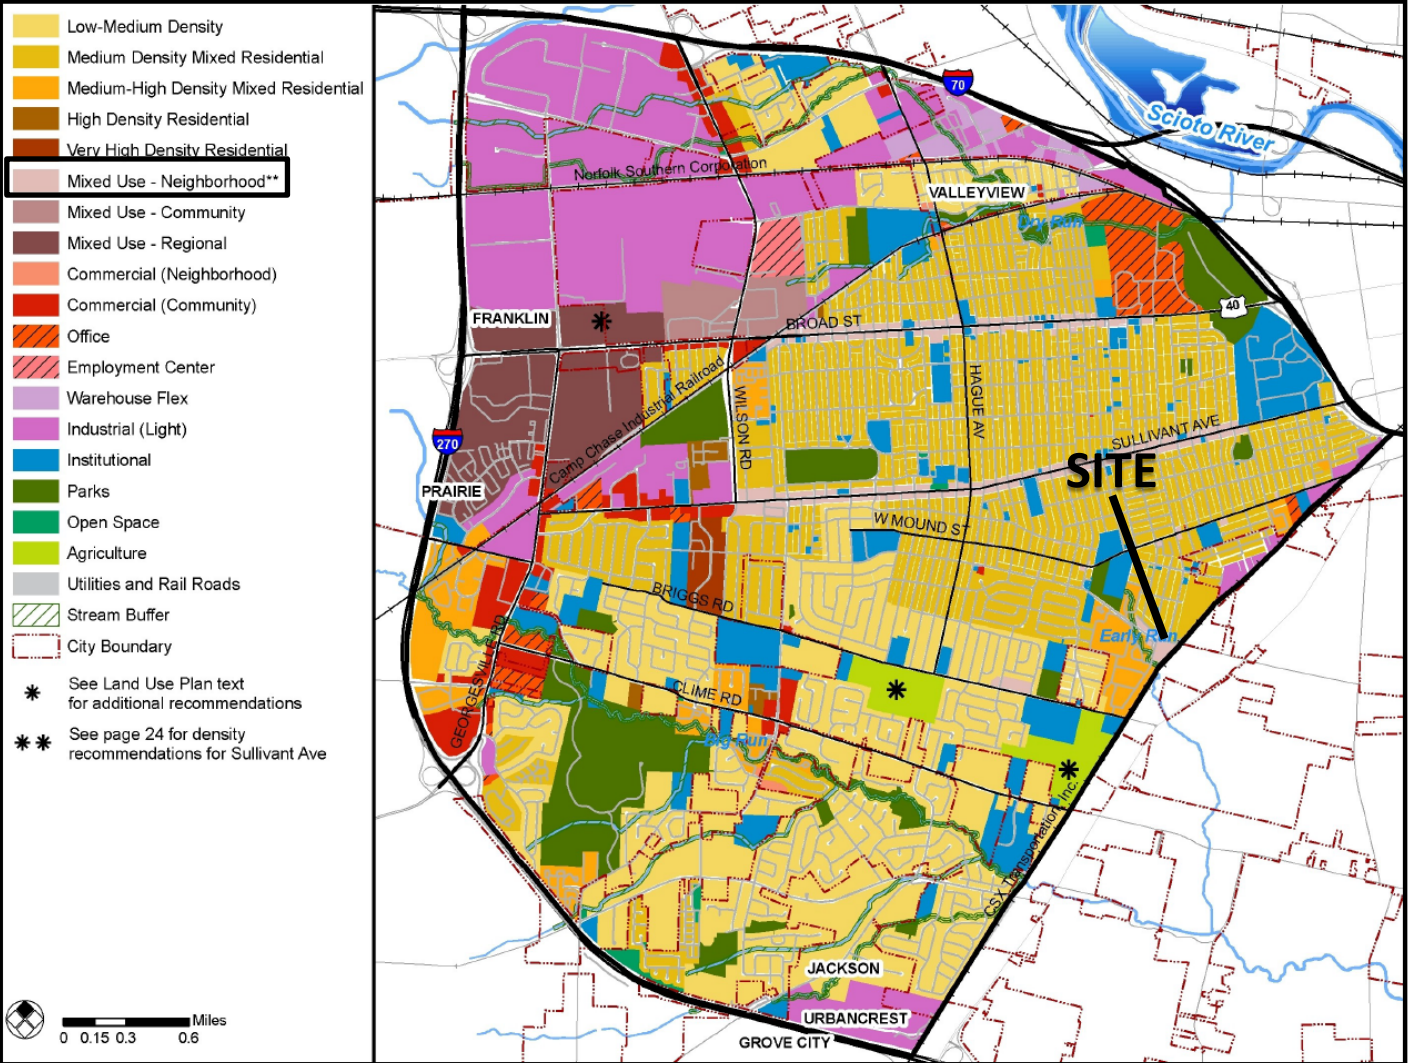 Low-Medium Density
Medium Density Mixed Residential
Medium-High Density Mixed Residential
High Density Residential
Very High Density Residential
Mixed Use - Neighborhood**
Mixed Use - Community
Mixed Use - Regional
Commercial (Neighborhood)
Commercial (Community)
Office
Employment Center
Warehouse Flex
Industrial (Light)
Institutional
Parks
Open Space
Agriculture
Utilities and Rail Roads
Stream Buffer
City Boundary
* See Land Use Plan text
for additional recommendations
** See page 24 for density
recommendations for Sullivant Ave
Miles
0 0.15 0.3 0.6
70
Scioto River
Norfolk Southern Corporation
VALLEYVIEW
Dry Run
40
FRANKLIN
*
BROAD ST
HAGUE AV
WILSON RD
Camp Chase Industrial Railroad
270
SULLIVANT AVE
SITE
PRAIRIE
W MOUND ST
BRIGGS RD
Early Run
GEORGESVILLE RD
CLIME RD
*
Big Run
*
CSX Transportation, Inc.
JACKSON
URBANCREST
GROVE CITY